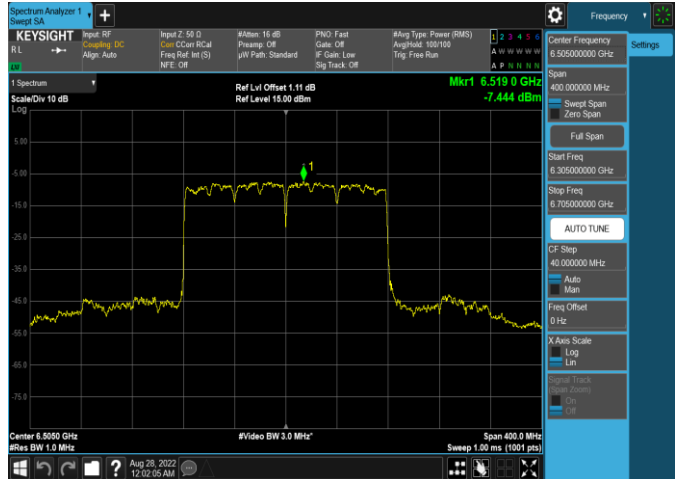 Spectrum Analyzer 1
Swept SA
+
Frequency
KEYSIGHT
RL
AM
Input: RF
Coupling: DC
Align: Auto
Input Z: 50 Ω
Corr CCorr RCal
Freq Ref: Int (S)
NFE: Off
#Atten: 16 dB
Preamp: Off
µW Path: Standard
PNO: Fast
Gate: Off
IF Gain: Low
Sig Track: Off
#Avg Type: Power (RMS)
Avg|Hold: 100/100
Trig: Free Run
1 2 3 4 5 6
A W W W W W
A P N N N N
1 Spectrum
Scale/Div 10 dB
Log
Ref Lvl Offset 1.11 dB
Ref Level 15.00 dBm
Mkr1 6.519 0 GHz
-7.444 dBm
5.00
-5.00
-15.0
-25.0
-35.0
-45.0
-55.0
-65.0
-75.0
1
Center 6.5050 GHz
#Res BW 1.0 MHz
#Video BW 3.0 MHz*
Span 400.0 MHz
Sweep 1.00 ms (1001 pts)
?
Aug 28, 2022
12:02:05 AM
Center Frequency
6.505000000 GHz
Span
400.000000 MHz
Swept Span
Zero Span
Full Span
Start Freq
6.305000000 GHz
Stop Freq
6.705000000 GHz
AUTO TUNE
CF Step
40.000000 MHz
Auto
Man
Freq Offset
0 Hz
X Axis Scale
Log
Lin
Signal Track
(Span Zoom)
On
Off
Settings